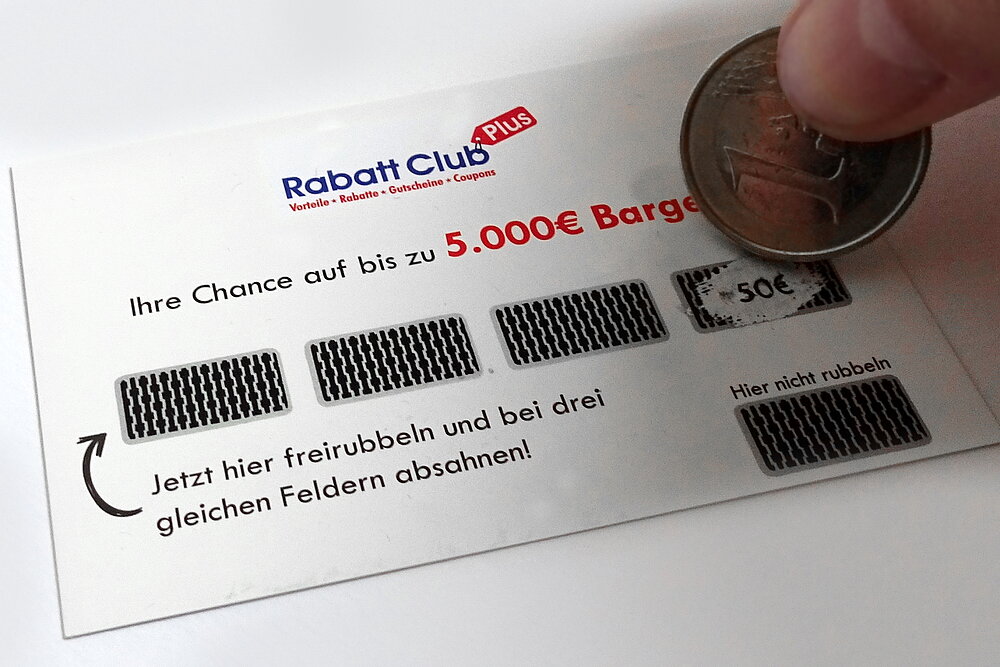 Rabatt Club Plus
Vorteile * Rabatte * Gutscheine * Coupons
Ihre Chance auf bis zu 5.000€ Barge
50€
Hier nicht rubbeln
Jetzt hier freirubbeln und bei drei
gleichen Feldern absahnen!
1